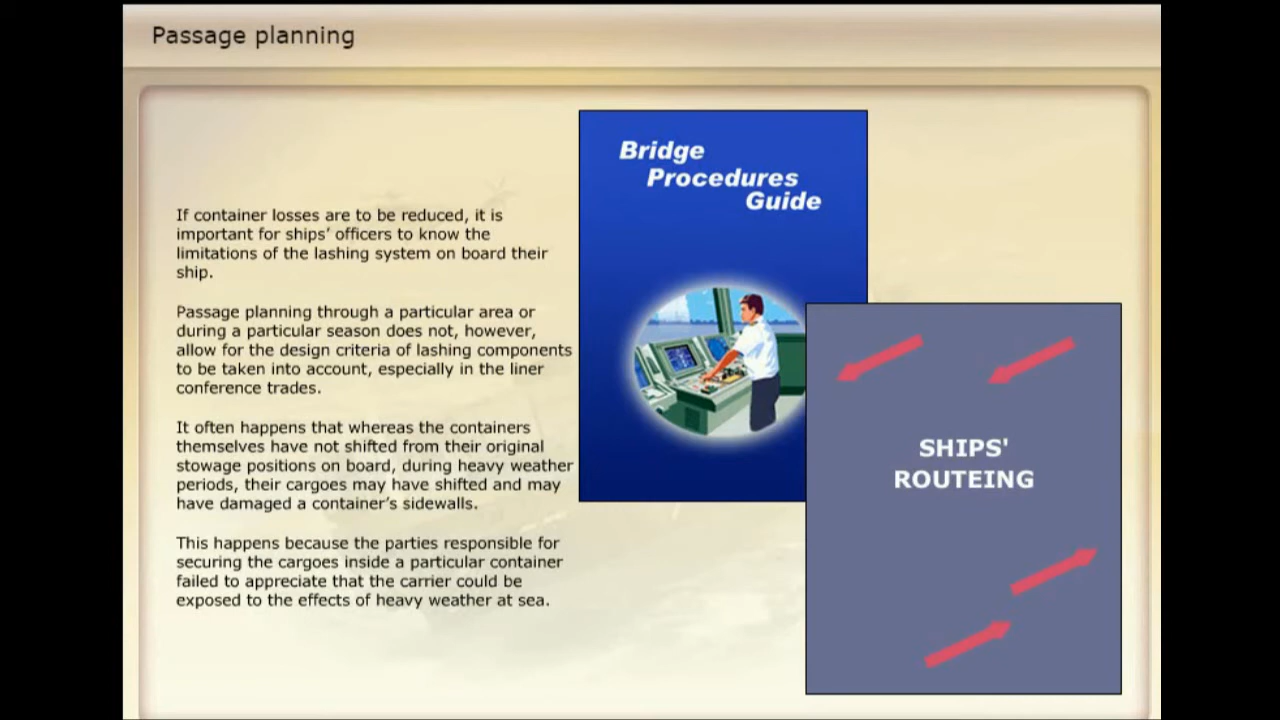 Passage planning
If container losses are to be reduced, it is
important for ships’ officers to know the
limitations of the lashing system on board their
ship.
Passage planning through a particular area or
during a particular season does not, however,
allow for the design criteria of lashing components
to be taken into account, especially in the liner
conference trades.
It often happens that whereas the containers
themselves have not shifted from their original
stowage positions on board, during heavy weather
periods, their cargoes may have shifted and may
have damaged a container’s sidewalls.
This happens because the parties responsible for
securing the cargoes inside a particular container
failed to appreciate that the carrier could be
exposed to the effects of heavy weather at sea.
Bridge
Procedures
Guide
SHIPS'
ROUTEING